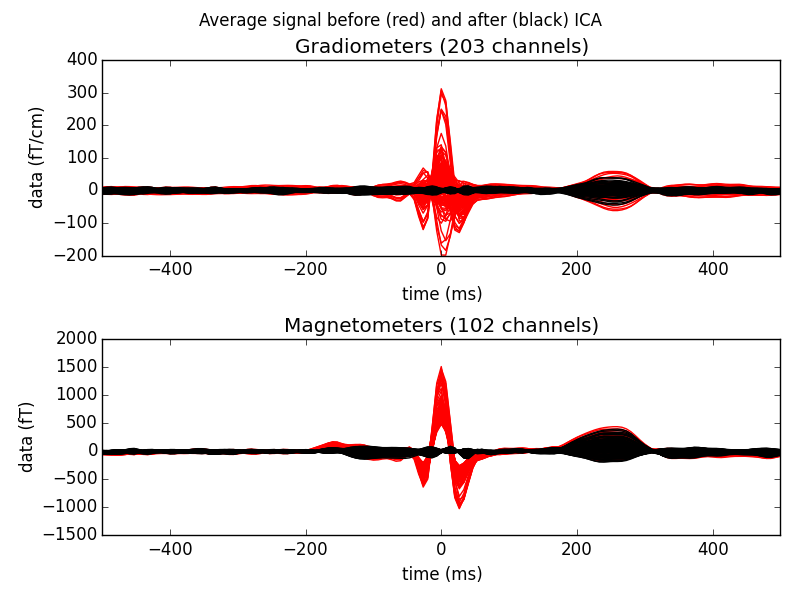 Average signal before (red) and after (black) ICA
Gradiometers (203 channels)
400
300
200
100
0
−100
−200
data (fT/cm)
−400 −200 0 200 400
time (ms)
Magnetometers (102 channels)
2000
1500
1000
500
0
−500
−1000
−1500
data (fT)
−400 −200 0 200 400
time (ms)